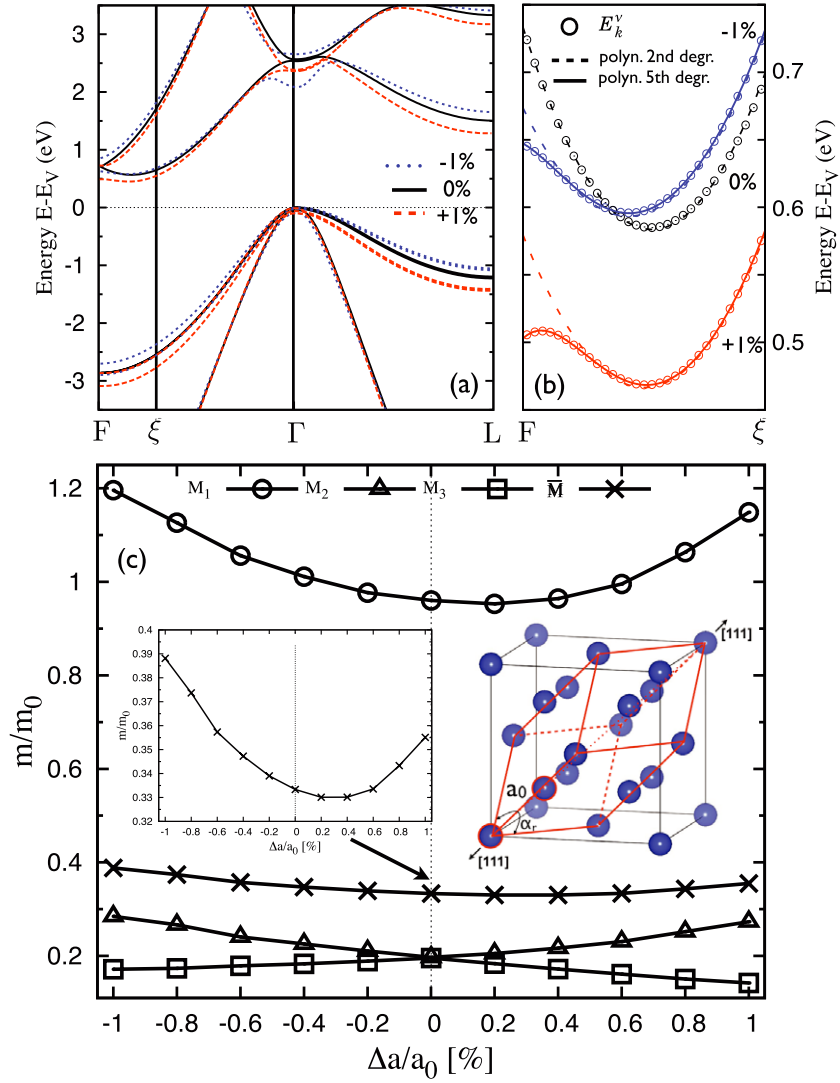 3
2
1
0
-1
-2
-3
Energy E-E_V (eV)
-1%
0%
+1%
(a)
F ξ Γ L
E_k^ν
polyn. 2nd degr.
polyn. 5th degr.
-1%
0%
+1%
(b)
0.7
0.6
0.5
Energy E-E_V (eV)
F ξ
M_1 M_2 M_3 M̅
(c)
1.2
1
0.8
0.6
0.4
0.2
m/m_0
-1 -0.8 -0.6 -0.4 -0.2 0 0.2 0.4 0.6 0.8 1
Δa/a_0 [%]
0.4
0.39
0.38
0.37
0.36
0.35
0.34
0.33
0.32
m/m_0
-1 -0.8 -0.6 -0.4 -0.2 0 0.2 0.4 0.6 0.8 1
Δa/a_0 [%]
[111]
a_0
α_r
[111]